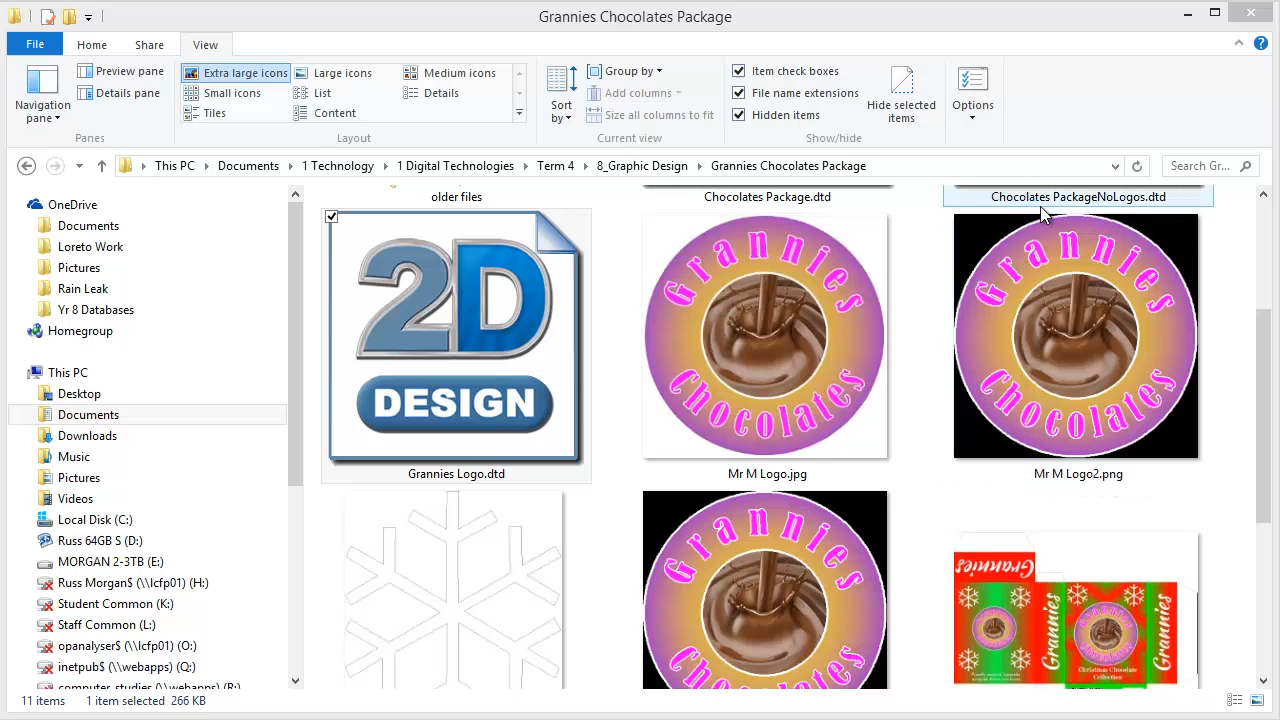 Grannies Chocolates Package
File Home Share View
Preview pane
Details pane
Navigation pane
Panes
Extra large icons Large icons Medium icons
Small icons List Details
Tiles Content
Layout
Sort by
Group by
Add columns
Size all columns to fit
Current view
Item check boxes
File name extensions
Hidden items
Hide selected items
Show/hide
Options
This PC Documents 1 Technology 1 Digital Technologies Term 4 8_Graphic Design Grannies Chocolates Package
Search Gr...
OneDrive
Documents
Loreto Work
Pictures
Rain Leak
Yr 8 Databases
Homegroup
This PC
Desktop
Documents
Downloads
Music
Pictures
Videos
Local Disk (C:)
Russ 64GB S (D:)
MORGAN 2-3TB (E:)
Russ Morgan$ (\\lcfp01) (H:)
Student Common (K:)
Staff Common (L:)
opanalyser$ (\\lcfp01) (O:)
inetpub$ (\\webapps) (Q:)
computer_studies (\\webapps) (R:)
older files
Chocolates Package.dtd
Chocolates PackageNoLogos.dtd
2D
DESIGN
Grannies Logo.dtd
Grannies
Chocolates
Mr M Logo.jpg
Grannies
Chocolates
Mr M Logo2.png
Grannies
Chocolates
Grannies
Grannies
Grannies
Christmas Chocolate
Collection
11 items 1 item selected 266 KB